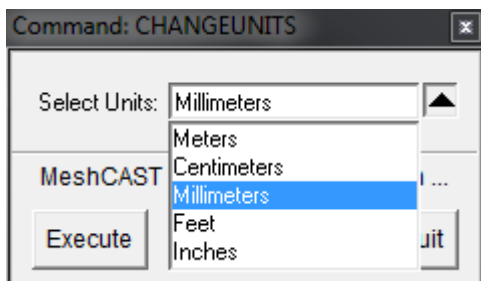 Command: CHANGEUNITS
Select Units: Millimeters
Meters
MeshCAST Centimeters
Millimeters
Feet
Execute
Inches